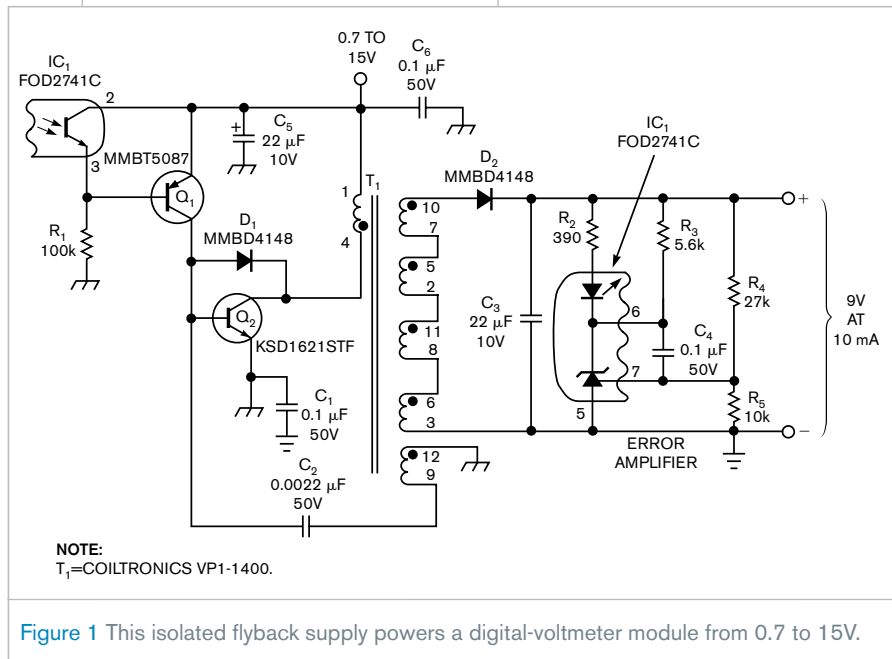 IC1
FOD2741C
2
3
MMBT5087
Q1
R1
100k
D1
MMBD4148
Q2
KSD1621STF
C1
0.1 µF
50V
C2
0.0022 µF
50V
+
C5
22 µF
10V
0.7 TO
15V
C6
0.1 µF
50V
1
T1
4
10
7
5
2
11
8
6
3
12
9
D2
MMBD4148
C3
22 µF
10V
IC1
FOD2741C
R2
390
R3
5.6k
R4
27k
6
C4
0.1 µF
50V
7
5
R5
10k
ERROR
AMPLIFIER
+
–
9V
AT
10 mA
NOTE:
T1=COILTRONICS VP1-1400.
Figure 1 This isolated flyback supply powers a digital-voltmeter module from 0.7 to 15V.